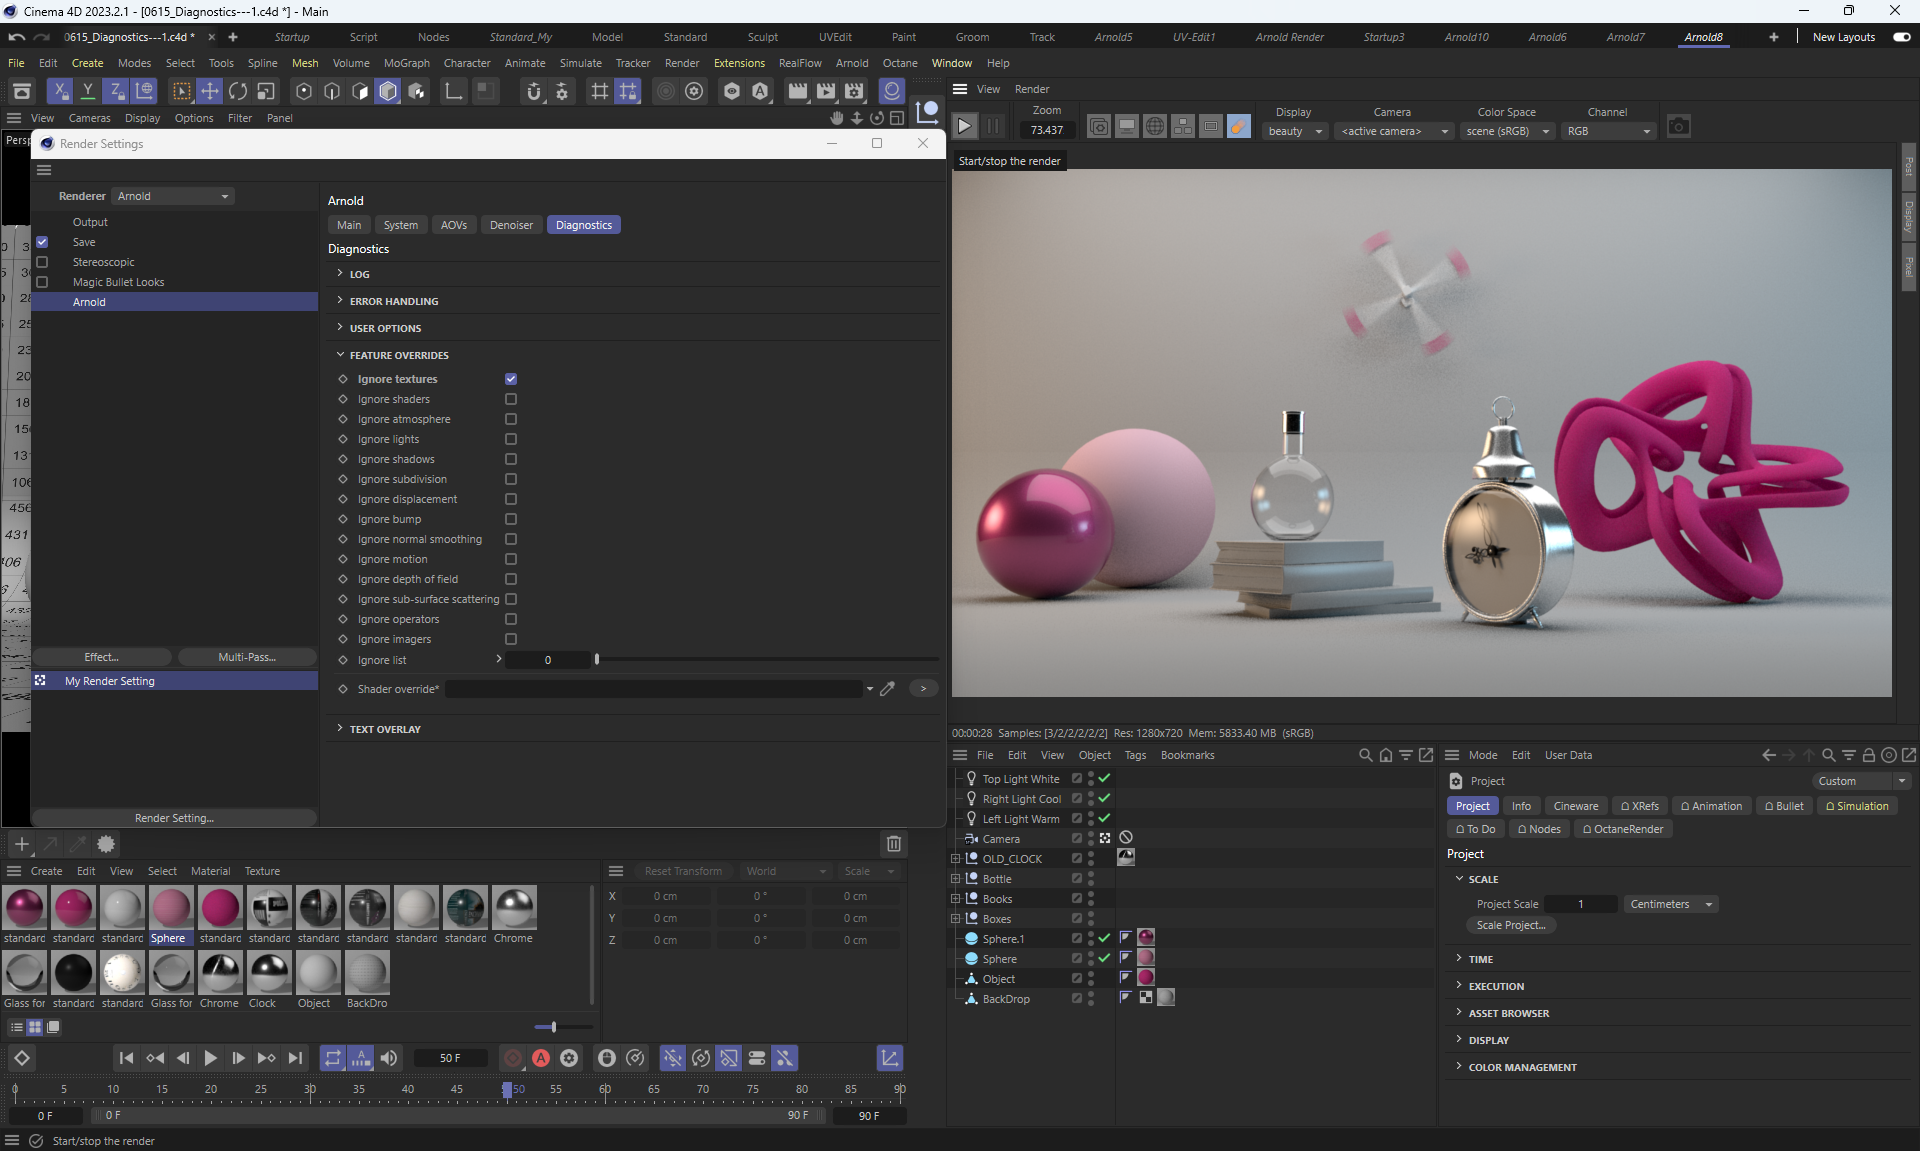 Cinema 4D 2023.2.1 - [0615_Diagnostics---1.c4d *] - Main
0615_Diagnostics---1.c4d * Startup Script Nodes Standard_My Model Standard Sculpt UVEdit Paint Groom Track Arnold5 UV-Edit1 Arnold Render Startup3 Arnold10 Arnold6 Arnold7 Arnold8 New Layouts
File Edit Create Modes Select Tools Spline Mesh Volume MoGraph Character Animate Simulate Tracker Render Extensions RealFlow Arnold Octane Window Help
View Render
View Cameras Display Options Filter Panel
Zoom Display Camera Color Space Channel
73.437 beauty <active camera> scene (sRGB) RGB
Start/stop the render
Post
Display
Pixel
Persp
Render Settings
Renderer Arnold
Output
Save
Stereoscopic
Magic Bullet Looks
Arnold
Effect... Multi-Pass...
My Render Setting
Render Setting...
Arnold
Main System AOVs Denoiser Diagnostics
Diagnostics
LOG
ERROR HANDLING
USER OPTIONS
FEATURE OVERRIDES
Ignore textures
Ignore shaders
Ignore atmosphere
Ignore lights
Ignore shadows
Ignore subdivision
Ignore displacement
Ignore bump
Ignore normal smoothing
Ignore motion
Ignore depth of field
Ignore sub-surface scattering
Ignore operators
Ignore imagers
Ignore list 0
Shader override*
TEXT OVERLAY
00:00:28 Samples: [3/2/2/2/2/2] Res: 1280x720 Mem: 5833.40 MB (sRGB)
File Edit View Object Tags Bookmarks
Top Light White
Right Light Cool
Left Light Warm
Camera
OLD_CLOCK
Bottle
Books
Boxes
Sphere.1
Sphere
Object
BackDrop
Mode Edit User Data
Project Custom
Project Info Cineware XRefs Animation Bullet Simulation
To Do Nodes OctaneRender
Project
SCALE
Project Scale 1 Centimeters
Scale Project...
TIME
EXECUTION
ASSET BROWSER
DISPLAY
COLOR MANAGEMENT
Create Edit View Select Material Texture
standard standard standard Sphere standard standard standard standard standard standard Chrome
Glass for standard standard Glass for Chrome Clock Object BackDro
Reset Transform World Scale
X 0 cm 0 ° 0 cm
Y 0 cm 0 ° 0 cm
Z 0 cm 0 ° 0 cm
50 F
0 5 10 15 20 25 30 35 40 45 50 55 60 65 70 75 80 85 90
0 F 0 F 90 F 90 F
Start/stop the render